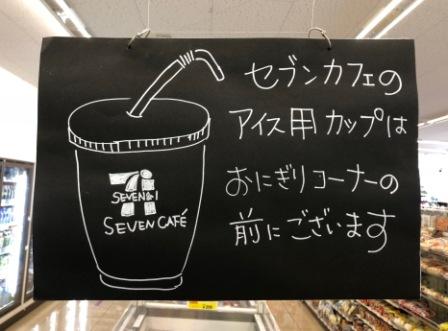 セブンカフェの
アイス用カップは
おにぎりコーナーの
前にございます
SEVEN&I
SEVEN CAFÉ